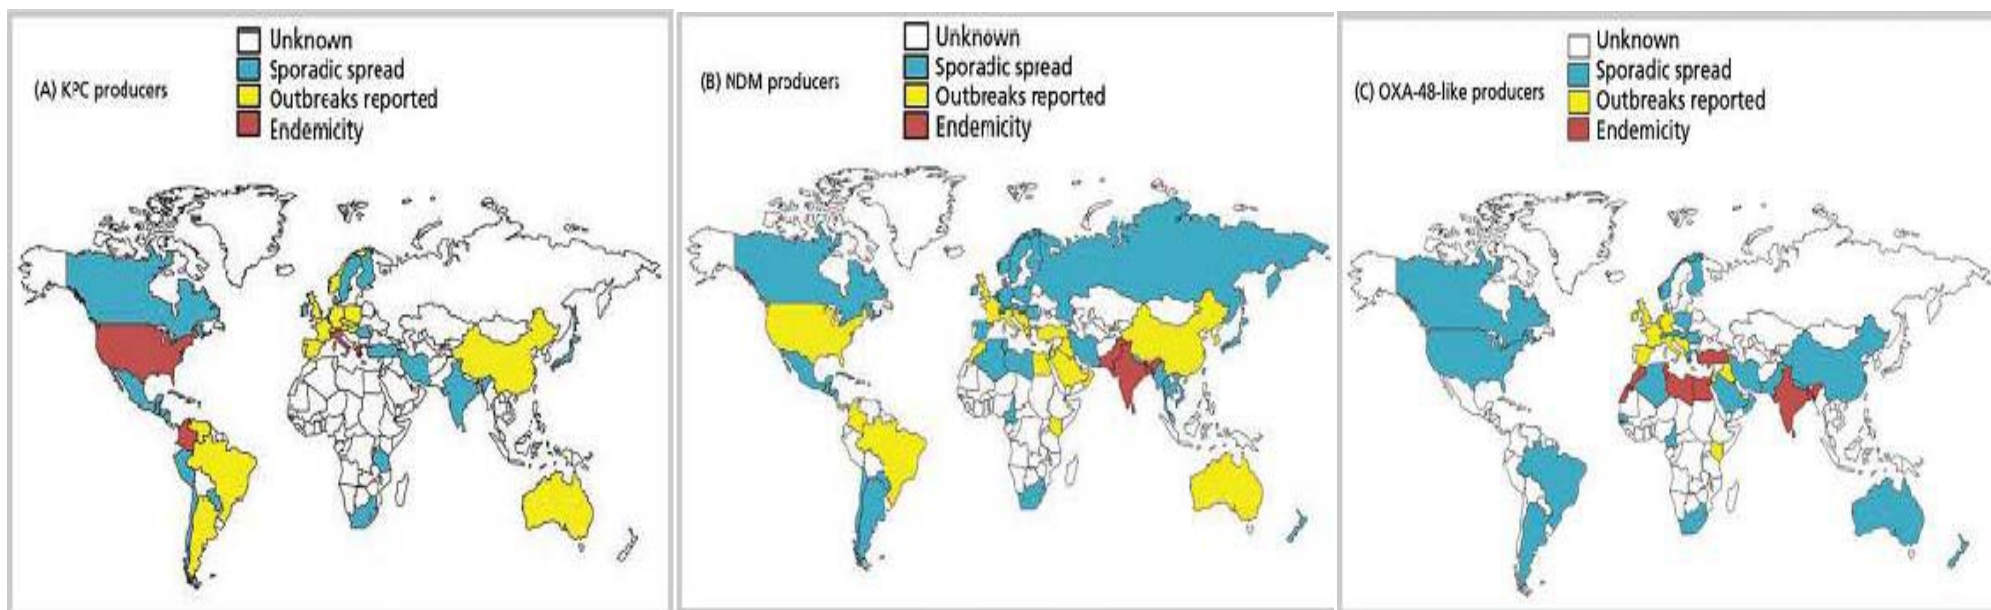 Unknown
Sporadic spread
(A) KPC producers
Outbreaks reported
Endemicity
Unknown
Sporadic spread
(B) NDM producers
Outbreaks reported
Endemicity
Unknown
Sporadic spread
(C) OXA-48-like producers
Outbreaks reported
Endemicity